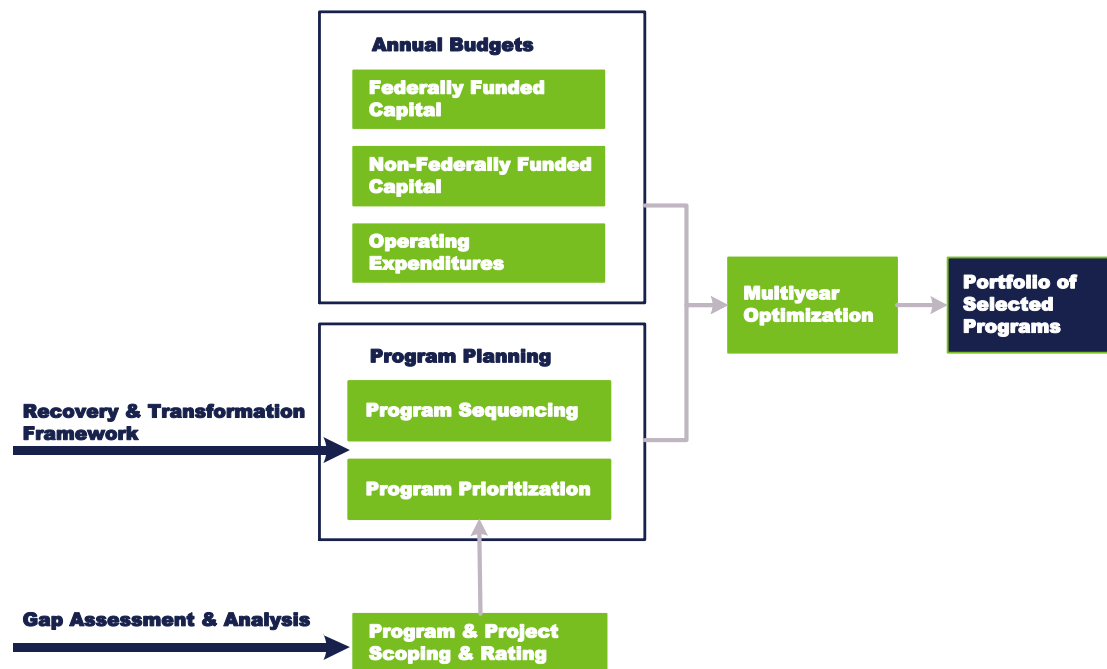 Annual Budgets
Federally Funded
Capital
Non-Federally Funded
Capital
Operating
Expenditures
Multiyear
Optimization
Portfolio of
Selected
Programs
Program Planning
Recovery & Transformation
Framework
Program Sequencing
Program Prioritization
Gap Assessment & Analysis
Program & Project
Scoping & Rating